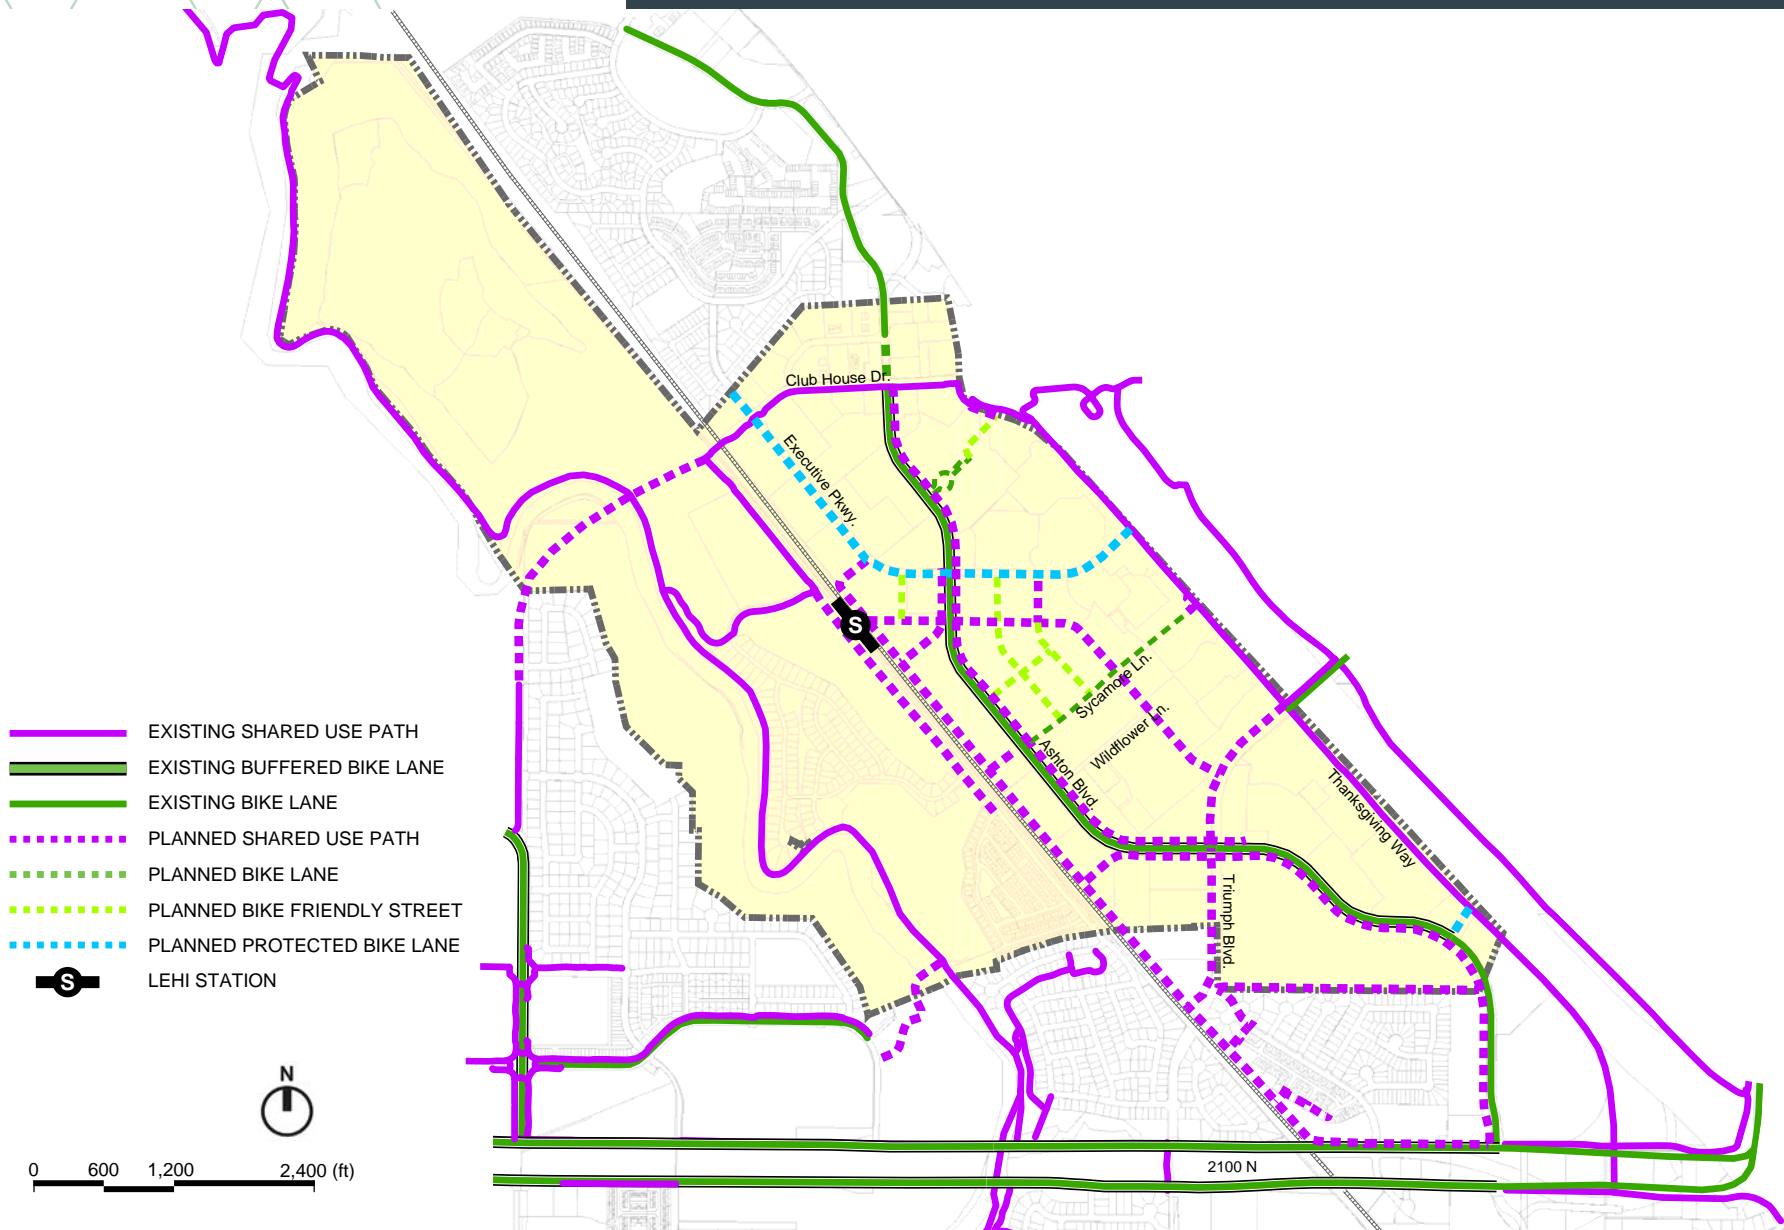 Club House Dr.
Executive Pkwy.
Sycamore Ln.
Wildflower Ln.
Ashton Blvd.
Thanksgiving Way
Triumph Blvd.
S
EXISTING SHARED USE PATH
EXISTING BUFFERED BIKE LANE
EXISTING BIKE LANE
PLANNED SHARED USE PATH
PLANNED BIKE LANE
PLANNED BIKE FRIENDLY STREET
PLANNED PROTECTED BIKE LANE
S LEHI STATION
N
0 600 1,200 2,400 (ft)
2100 N